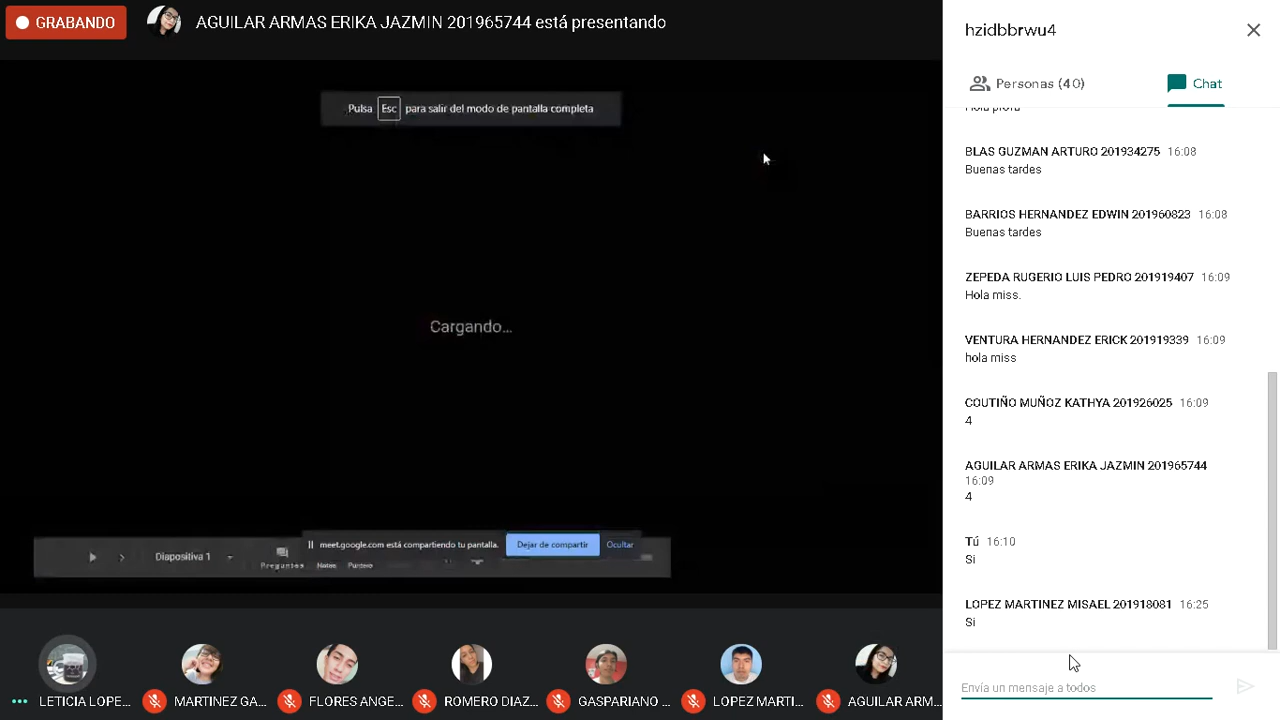 GRABANDO
AGUILAR ARMAS ERIKA JAZMIN 201965744 está presentando
Pulsa Esc para salir del modo de pantalla completa
Cargando...
meet.google.com está compartiendo tu pantalla.
Dejar de compartir
Ocultar
Diapositiva 1
Preguntas
Notas
Puntero
LETICIA LOPE...
MARTINEZ GA...
FLORES ANGE...
ROMERO DIAZ...
GASPARIANO ...
LOPEZ MARTI...
AGUILAR ARM...
hzidbbrwu4
Personas (40)
Chat
Hola profa
BLAS GUZMAN ARTURO 201934275 16:08
Buenas tardes
BARRIOS HERNANDEZ EDWIN 201960823 16:08
Buenas tardes
ZEPEDA RUGERIO LUIS PEDRO 201919407 16:09
Hola miss.
VENTURA HERNANDEZ ERICK 201919339 16:09
hola miss
COUTIÑO MUÑOZ KATHYA 201926025 16:09
4
AGUILAR ARMAS ERIKA JAZMIN 201965744
16:09
4
Tú 16:10
Si
LOPEZ MARTINEZ MISAEL 201918081 16:25
Si
Envía un mensaje a todos